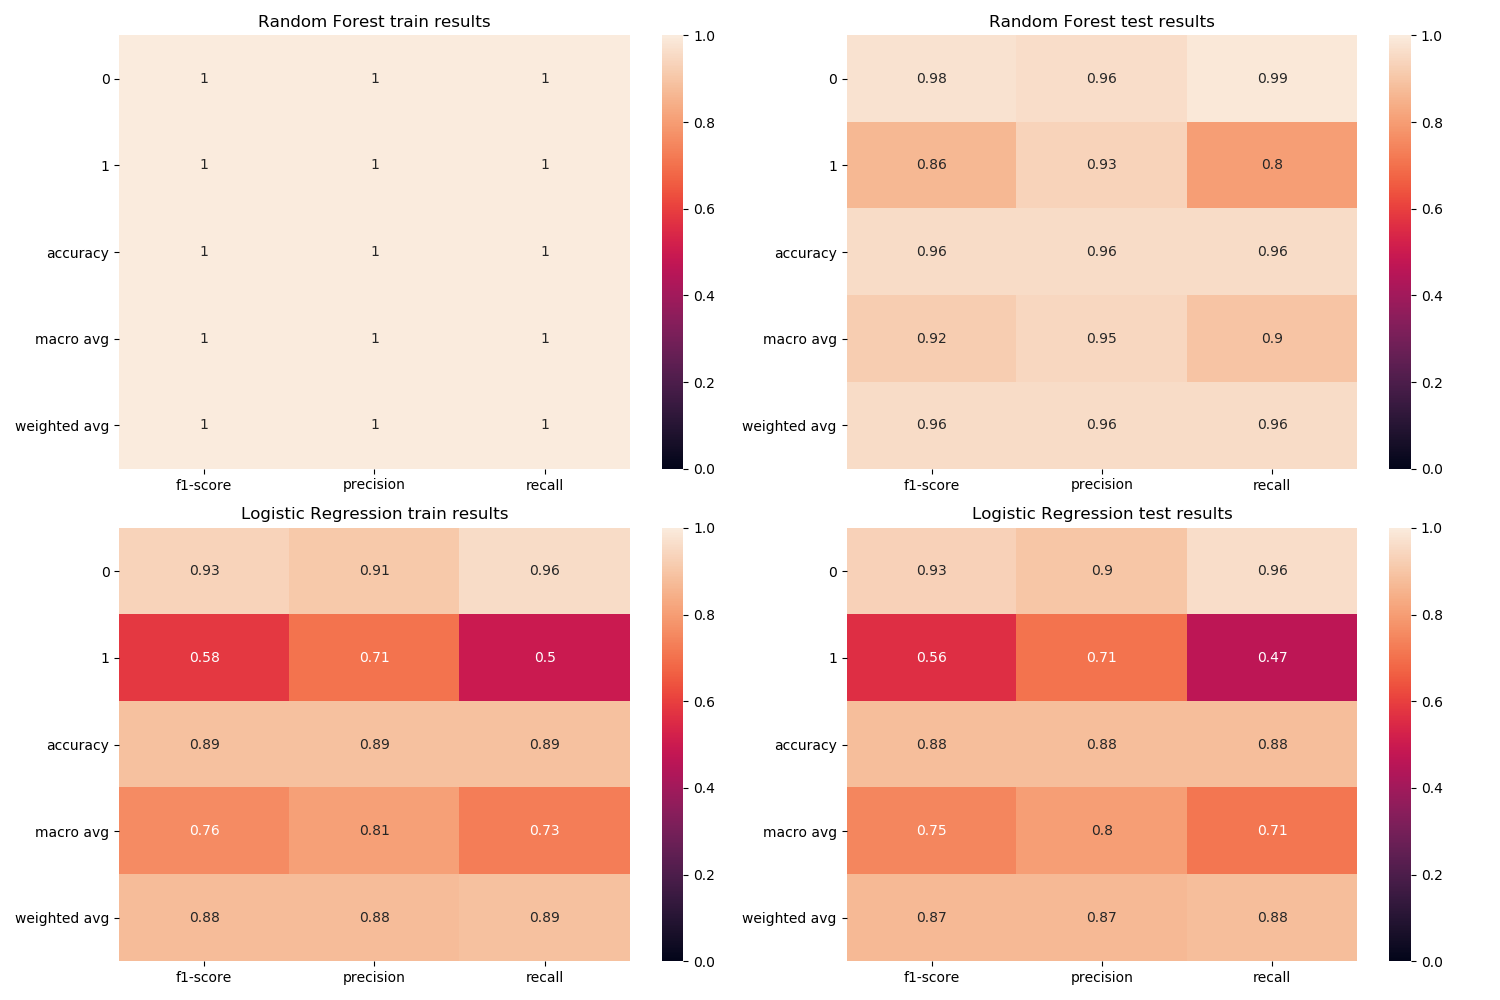 Random Forest train results
0 1 1 1
1 1 1 1
accuracy 1 1 1
macro avg 1 1 1
weighted avg 1 1 1
f1-score precision recall
1.0
0.8
0.6
0.4
0.2
0.0
Random Forest test results
0 0.98 0.96 0.99
1 0.86 0.93 0.8
accuracy 0.96 0.96 0.96
macro avg 0.92 0.95 0.9
weighted avg 0.96 0.96 0.96
f1-score precision recall
1.0
0.8
0.6
0.4
0.2
0.0
Logistic Regression train results
0 0.93 0.91 0.96
1 0.58 0.71 0.5
accuracy 0.89 0.89 0.89
macro avg 0.76 0.81 0.73
weighted avg 0.88 0.88 0.89
f1-score precision recall
1.0
0.8
0.6
0.4
0.2
0.0
Logistic Regression test results
0 0.93 0.9 0.96
1 0.56 0.71 0.47
accuracy 0.88 0.88 0.88
macro avg 0.75 0.8 0.71
weighted avg 0.87 0.87 0.88
f1-score precision recall
1.0
0.8
0.6
0.4
0.2
0.0